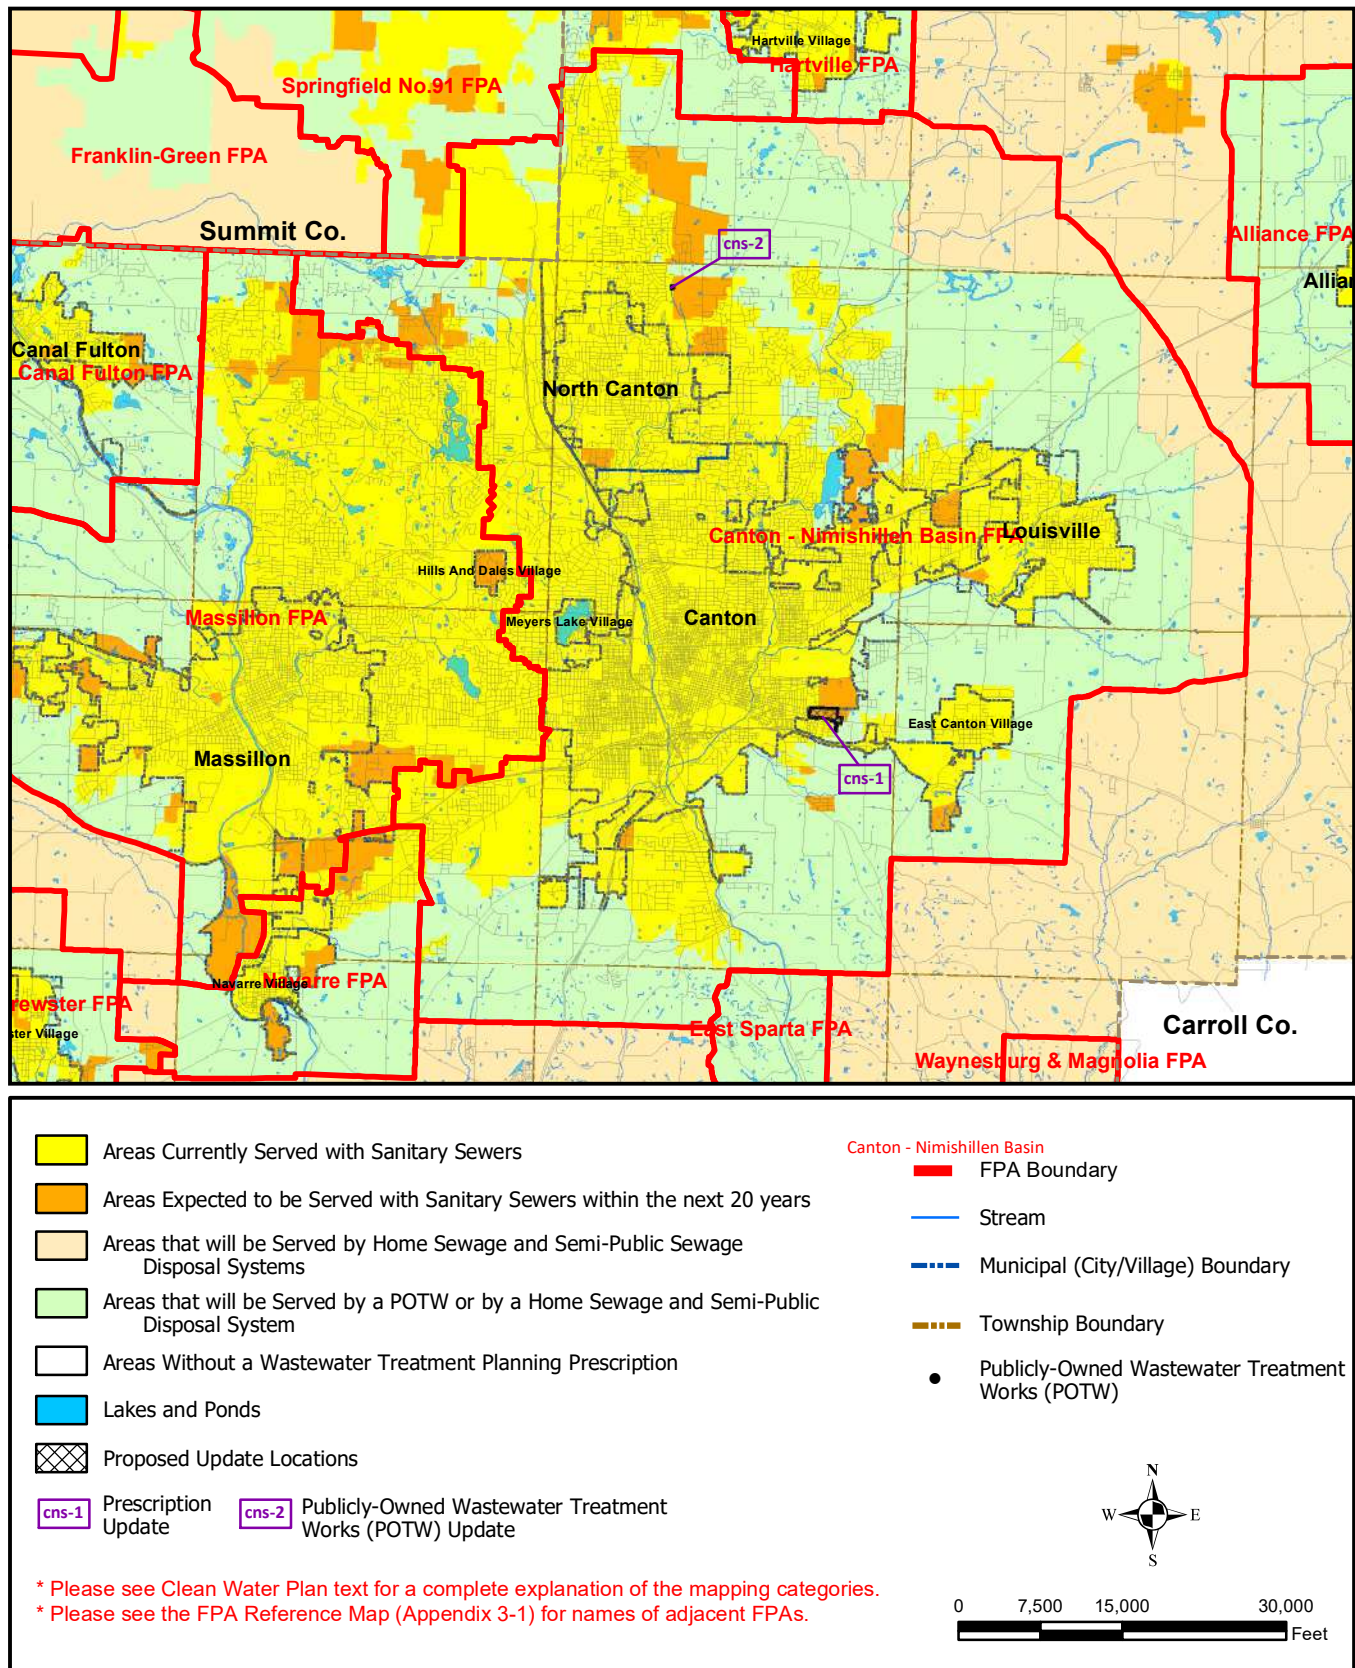 Hartville Village
Hartville FPA
Springfield No.91 FPA
Franklin-Green FPA
Summit Co.
cns-2
Alliance FPA
Allian
Canal Fulton
Canal Fulton FPA
North Canton
Canton - Nimishillen Basin FPA
Louisville
Hills And Dales Village
Massillon FPA
Meyers Lake Village
Canton
East Canton Village
Massillon
cns-1
Navarre Village
Navarre FPA
rewster FPA
ster Village
East Sparta FPA
Carroll Co.
Waynesburg & Magnolia FPA
Areas Currently Served with Sanitary Sewers
Areas Expected to be Served with Sanitary Sewers within the next 20 years
Areas that will be Served by Home Sewage and Semi-Public Sewage
Disposal Systems
Areas that will be Served by a POTW or by a Home Sewage and Semi-Public
Disposal System
Areas Without a Wastewater Treatment Planning Prescription
Lakes and Ponds
Proposed Update Locations
cns-1 Prescription
Update
cns-2 Publicly-Owned Wastewater Treatment
Works (POTW) Update
* Please see Clean Water Plan text for a complete explanation of the mapping categories.
* Please see the FPA Reference Map (Appendix 3-1) for names of adjacent FPAs.
Canton - Nimishillen Basin
FPA Boundary
Stream
Municipal (City/Village) Boundary
Township Boundary
Publicly-Owned Wastewater Treatment
Works (POTW)
N
W E
S
0 7,500 15,000 30,000
Feet